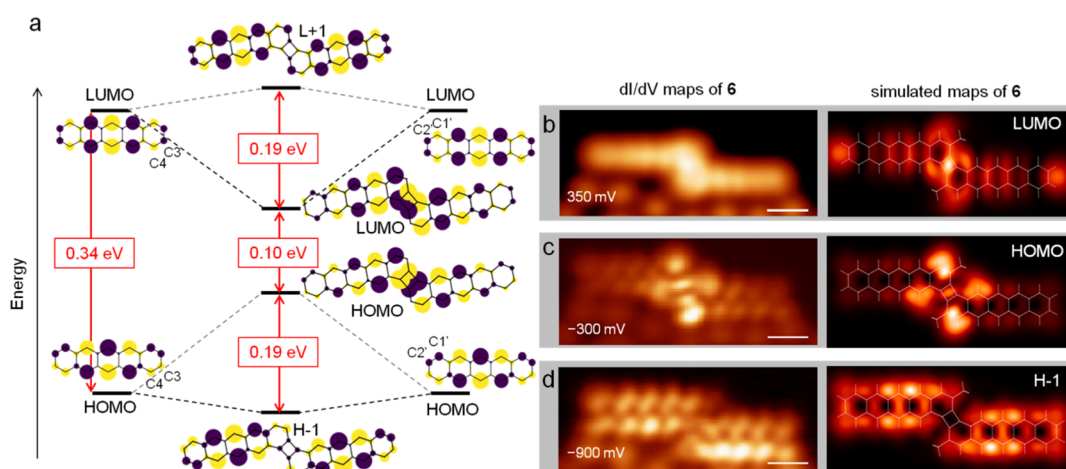 a
L+1
LUMO
LUMO
C4
C3
C2' C1'
0.19 eV
LUMO
0.34 eV
0.10 eV
HOMO
0.19 eV
C4
C3
C2' C1'
HOMO
HOMO
H-1
Energy
dI/dV maps of 6
simulated maps of 6
b
350 mV
LUMO
c
−300 mV
HOMO
d
−900 mV
H-1